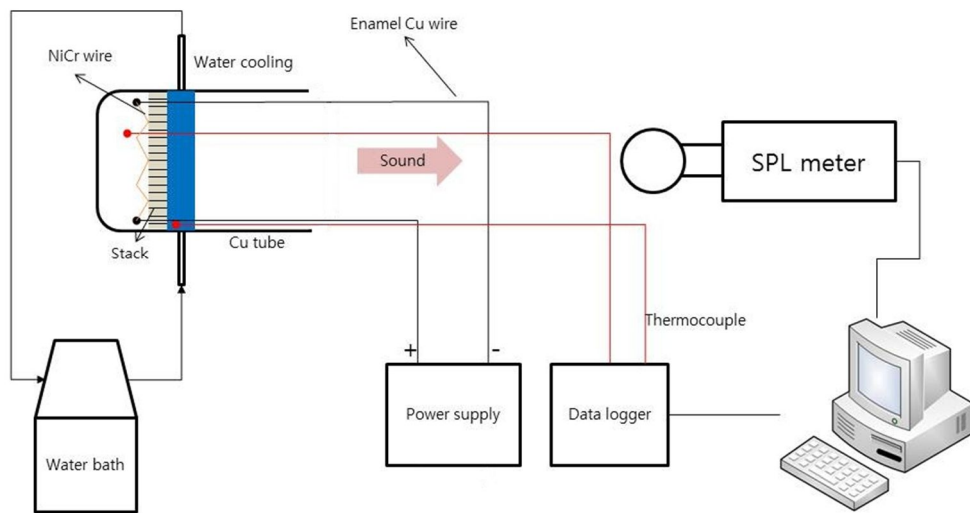 Enamel Cu wire
NiCr wire
Water cooling
Sound
SPL meter
Stack
Cu tube
Thermocouple
+
-
Power supply
Data logger
Water bath